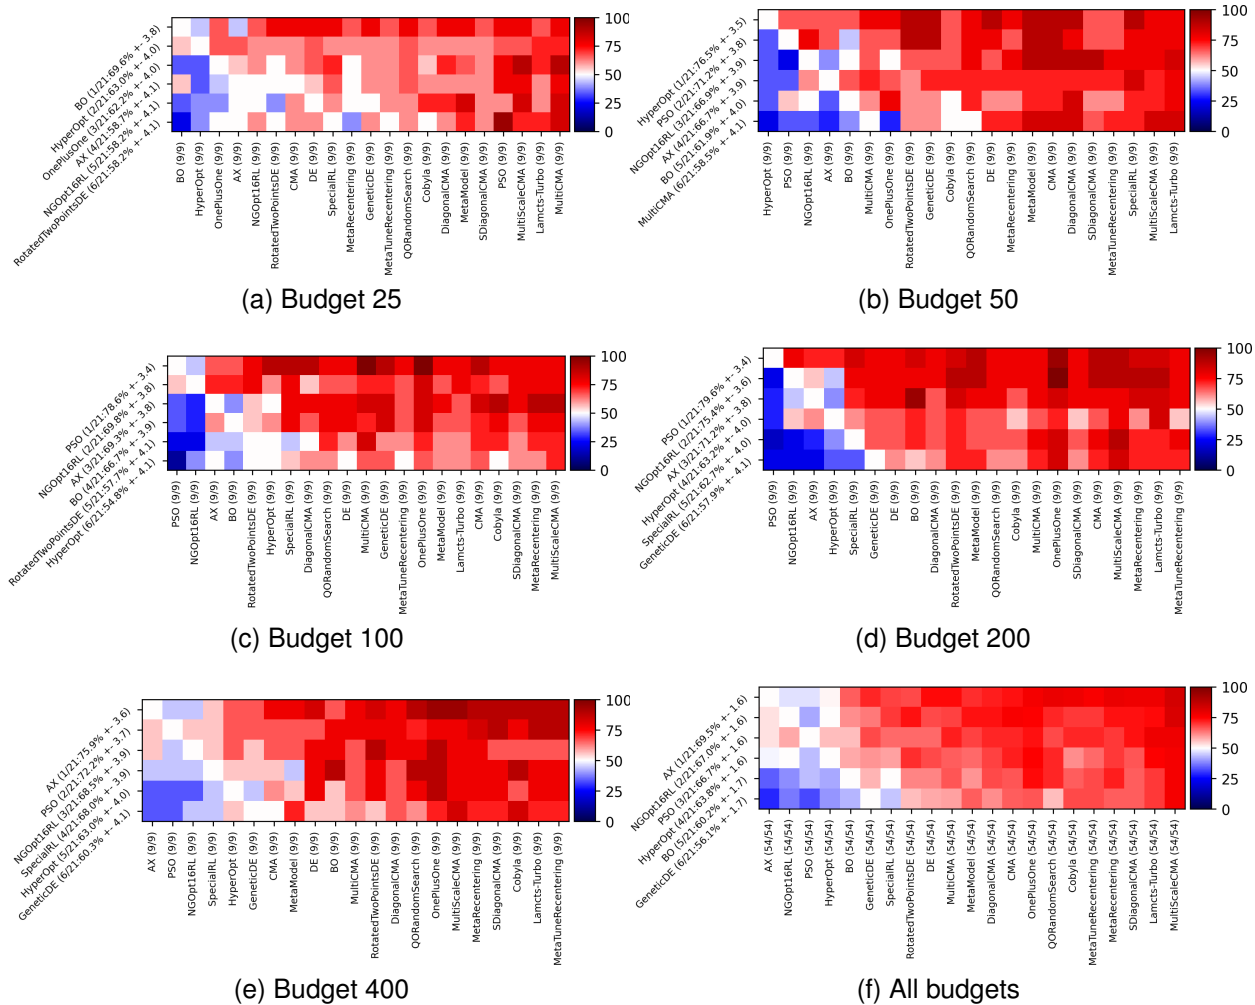 BO (1/21:69.6% +- 3.8)
HyperOpt (2/21:63.0% +- 4.0)
OnePlusOne (3/21:62.2% +- 4.0)
AX (4/21:59.7% +- 4.1)
NGOpt16RL (5/21:58.2% +- 4.1)
RotatedTwoPointsDE (6/21:58.2% +- 4.1)
BO (9/9)
HyperOpt (9/9)
OnePlusOne (9/9)
AX (9/9)
NGOpt16RL (9/9)
RotatedTwoPointsDE (9/9)
CMA (9/9)
DE (9/9)
SpecialRL (9/9)
MetaRecentering (9/9)
GeneticDE (9/9)
MetaTuneRecentering (9/9)
QORandomSearch (9/9)
Cobyla (9/9)
DiagonalCMA (9/9)
MetaModel (9/9)
SDiagonalCMA (9/9)
MultiScaleCMA (9/9)
Lamcts-Turbo (9/9)
MultiCMA (9/9)
100
75
50
25
0
(a) Budget 25
HyperOpt (1/21:76.5% +- 3.5)
PSO (2/21:71.2% +- 3.8)
NGOpt16RL (3/21:66.9% +- 3.9)
AX (4/21:66.7% +- 3.9)
BO (5/21:61.9% +- 4.0)
MultiCMA (6/21:58.5% +- 4.1)
HyperOpt (9/9)
PSO (9/9)
NGOpt16RL (9/9)
AX (9/9)
BO (9/9)
MultiCMA (9/9)
OnePlusOne (9/9)
RotatedTwoPointsDE (9/9)
GeneticDE (9/9)
Cobyla (9/9)
QORandomSearch (9/9)
DE (9/9)
MetaRecentering (9/9)
MetaModel (9/9)
CMA (9/9)
DiagonalCMA (9/9)
SDiagonalCMA (9/9)
MetaTuneRecentering (9/9)
SpecialRL (9/9)
MultiScaleCMA (9/9)
Lamcts-Turbo (9/9)
100
75
50
25
0
(b) Budget 50
PSO (1/21:78.6% +- 3.4)
NGOpt16RL (2/21:69.8% +- 3.8)
AX (3/21:69.3% +- 3.8)
BO (4/21:66.7% +- 3.9)
RotatedTwoPointsDE (5/21:57.7% +- 4.1)
HyperOpt (6/21:54.8% +- 4.1)
PSO (9/9)
NGOpt16RL (9/9)
AX (9/9)
BO (9/9)
RotatedTwoPointsDE (9/9)
HyperOpt (9/9)
SpecialRL (9/9)
DiagonalCMA (9/9)
QORandomSearch (9/9)
DE (9/9)
MultiCMA (9/9)
GeneticDE (9/9)
MetaTuneRecentering (9/9)
OnePlusOne (9/9)
MetaModel (9/9)
Lamcts-Turbo (9/9)
CMA (9/9)
Cobyla (9/9)
SDiagonalCMA (9/9)
MetaRecentering (9/9)
MultiScaleCMA (9/9)
100
75
50
25
0
(c) Budget 100
PSO (1/21:79.6% +- 3.4)
NGOpt16RL (2/21:75.4% +- 3.6)
AX (3/21:71.2% +- 3.8)
HyperOpt (4/21:63.2% +- 4.0)
SpecialRL (5/21:62.7% +- 4.0)
GeneticDE (6/21:57.9% +- 4.1)
PSO (9/9)
NGOpt16RL (9/9)
AX (9/9)
HyperOpt (9/9)
SpecialRL (9/9)
GeneticDE (9/9)
DE (9/9)
BO (9/9)
DiagonalCMA (9/9)
RotatedTwoPointsDE (9/9)
MetaModel (9/9)
QORandomSearch (9/9)
Cobyla (9/9)
MultiCMA (9/9)
OnePlusOne (9/9)
SDiagonalCMA (9/9)
CMA (9/9)
MultiScaleCMA (9/9)
MetaRecentering (9/9)
Lamcts-Turbo (9/9)
MetaTuneRecentering (9/9)
100
75
50
25
0
(d) Budget 200
AX (1/21:75.9% +- 3.6)
PSO (2/21:72.2% +- 3.7)
NGOpt16RL (3/21:68.5% +- 3.9)
SpecialRL (4/21:68.0% +- 3.9)
HyperOpt (5/21:63.0% +- 4.0)
GeneticDE (6/21:60.3% +- 4.1)
AX (9/9)
PSO (9/9)
NGOpt16RL (9/9)
SpecialRL (9/9)
HyperOpt (9/9)
GeneticDE (9/9)
CMA (9/9)
MetaModel (9/9)
DE (9/9)
BO (9/9)
MultiCMA (9/9)
RotatedTwoPointsDE (9/9)
DiagonalCMA (9/9)
QORandomSearch (9/9)
OnePlusOne (9/9)
MultiScaleCMA (9/9)
MetaRecentering (9/9)
SDiagonalCMA (9/9)
Cobyla (9/9)
Lamcts-Turbo (9/9)
MetaTuneRecentering (9/9)
100
75
50
25
0
(e) Budget 400
AX (1/21:69.5% +- 1.6)
NGOpt16RL (2/21:67.0% +- 1.6)
PSO (3/21:66.7% +- 1.6)
HyperOpt (4/21:63.8% +- 1.6)
BO (5/21:60.2% +- 1.7)
GeneticDE (6/21:56.1% +- 1.7)
AX (54/54)
NGOpt16RL (54/54)
PSO (54/54)
HyperOpt (54/54)
BO (54/54)
GeneticDE (54/54)
SpecialRL (54/54)
RotatedTwoPointsDE (54/54)
DE (54/54)
MultiCMA (54/54)
MetaModel (54/54)
DiagonalCMA (54/54)
CMA (54/54)
OnePlusOne (54/54)
QORandomSearch (54/54)
Cobyla (54/54)
MetaTuneRecentering (54/54)
MetaRecentering (54/54)
SDiagonalCMA (54/54)
Lamcts-Turbo (54/54)
MultiScaleCMA (54/54)
100
75
50
25
0
(f) All budgets